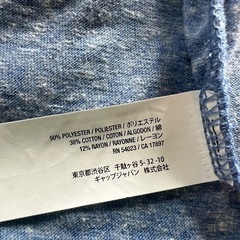 50% POLYESTER / POLIESTER / ポリエステル
38% COTTON / COTON / ALGODON / 綿
12% RAYON / RAYONNE / レーヨン
RN 54023 / CA 17897
東京都渋谷区 千駄ヶ谷 5-32-10
ギャップジャパン 株式会社